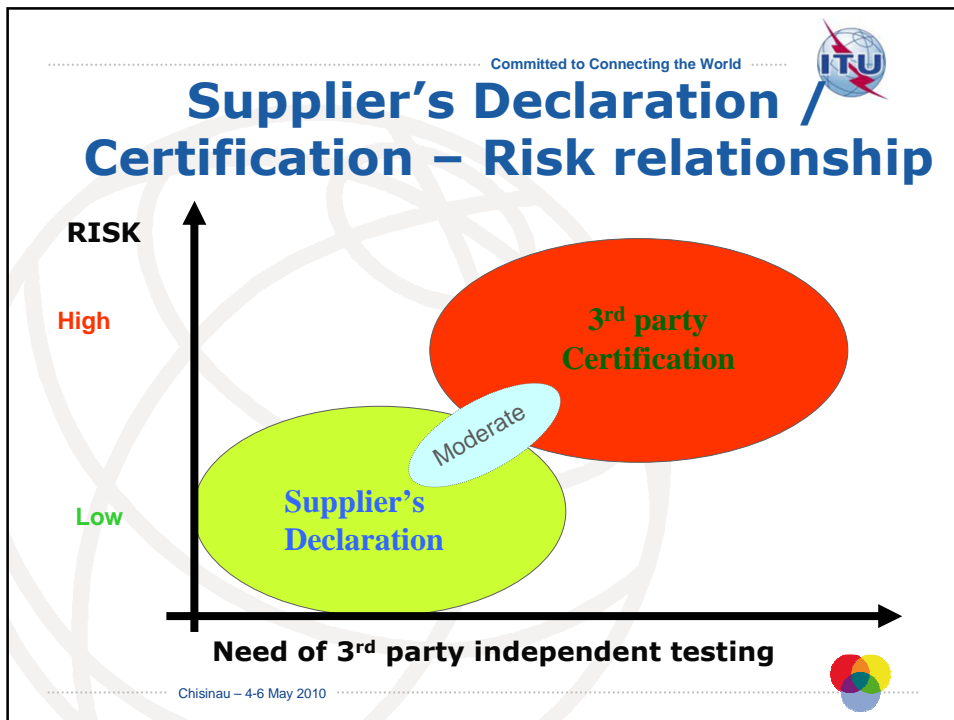 Committed to Connecting the World
ITU
Supplier’s Declaration /
Certification – Risk relationship
RISK
High
3rd party
Certification
Moderate
Supplier’s
Declaration
Low
Need of 3rd party independent testing
Chisinau – 4-6 May 2010